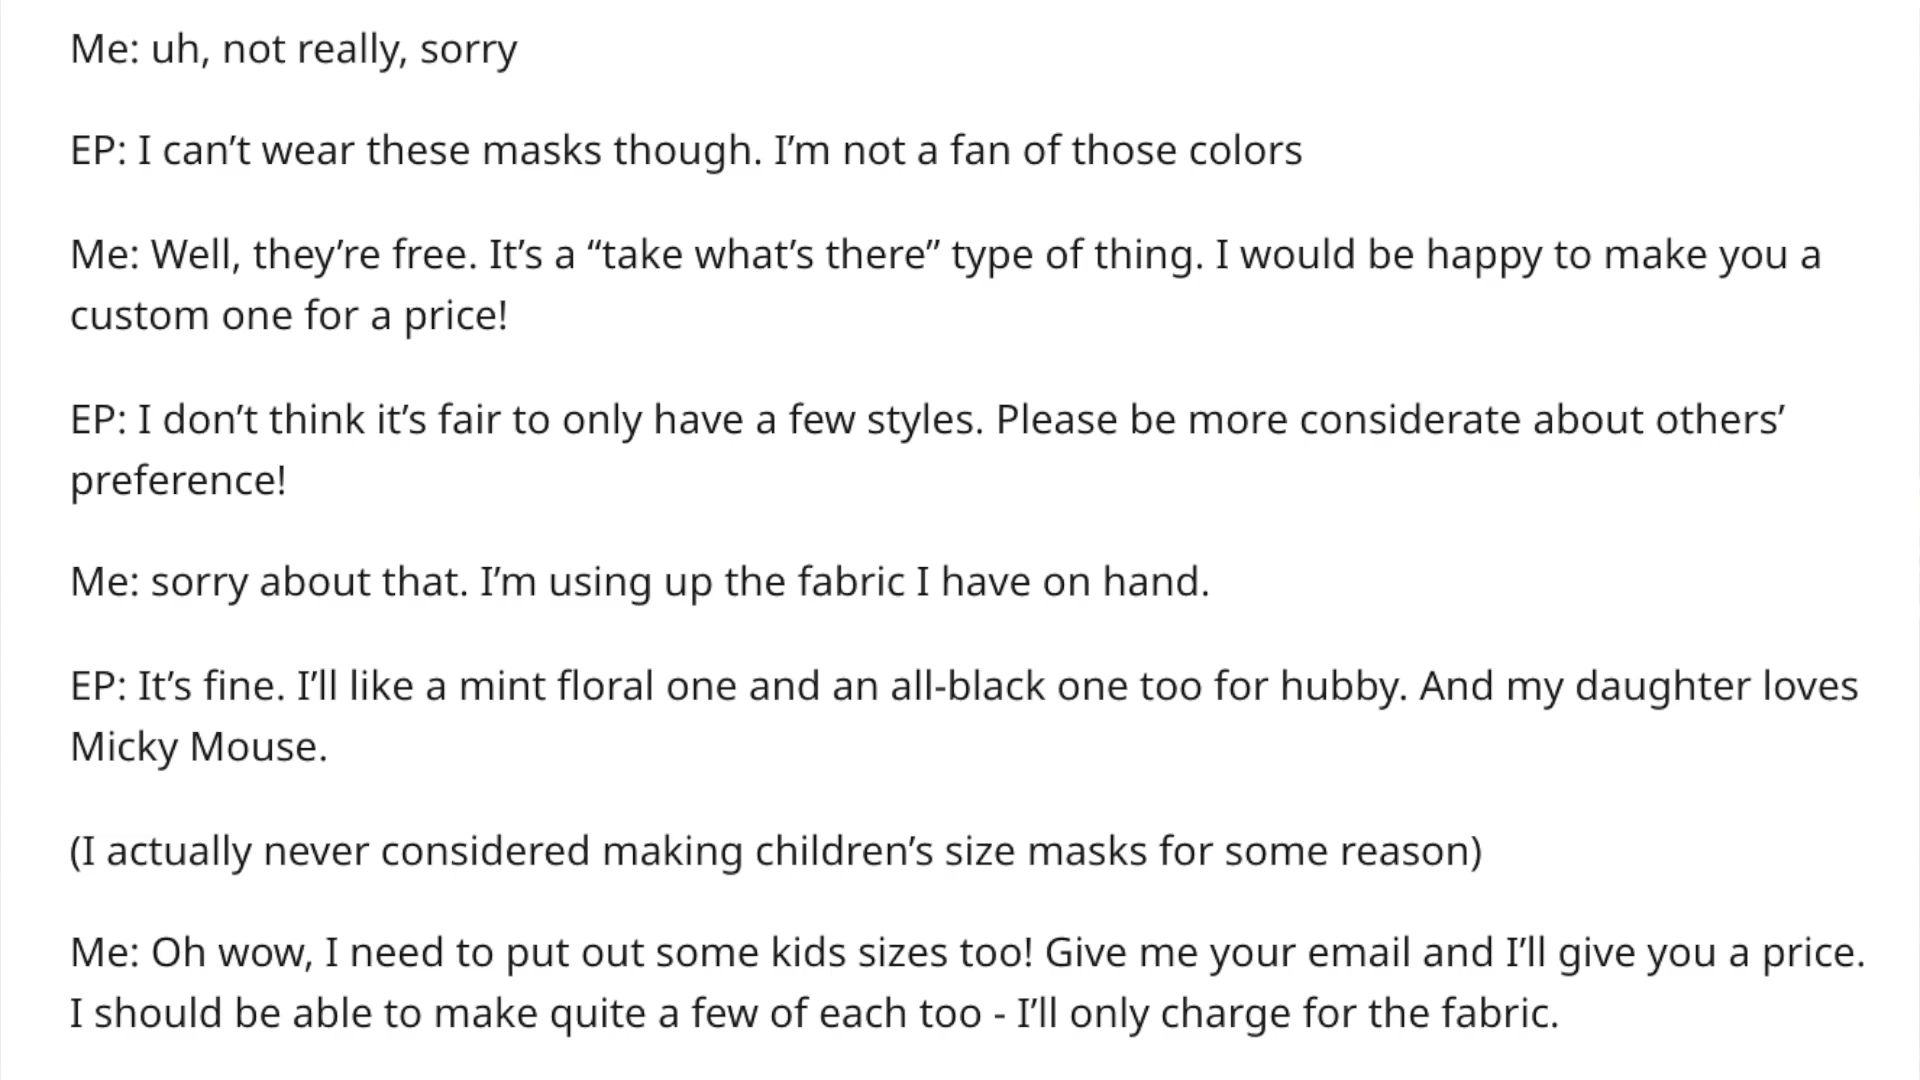 Me: uh, not really, sorry
EP: I can’t wear these masks though. I’m not a fan of those colors
Me: Well, they’re free. It’s a “take what’s there” type of thing. I would be happy to make you a
custom one for a price!
EP: I don’t think it’s fair to only have a few styles. Please be more considerate about others’
preference!
Me: sorry about that. I’m using up the fabric I have on hand.
EP: It’s fine. I’ll like a mint floral one and an all-black one too for hubby. And my daughter loves
Micky Mouse.
(I actually never considered making children’s size masks for some reason)
Me: Oh wow, I need to put out some kids sizes too! Give me your email and I’ll give you a price.
I should be able to make quite a few of each too - I’ll only charge for the fabric.